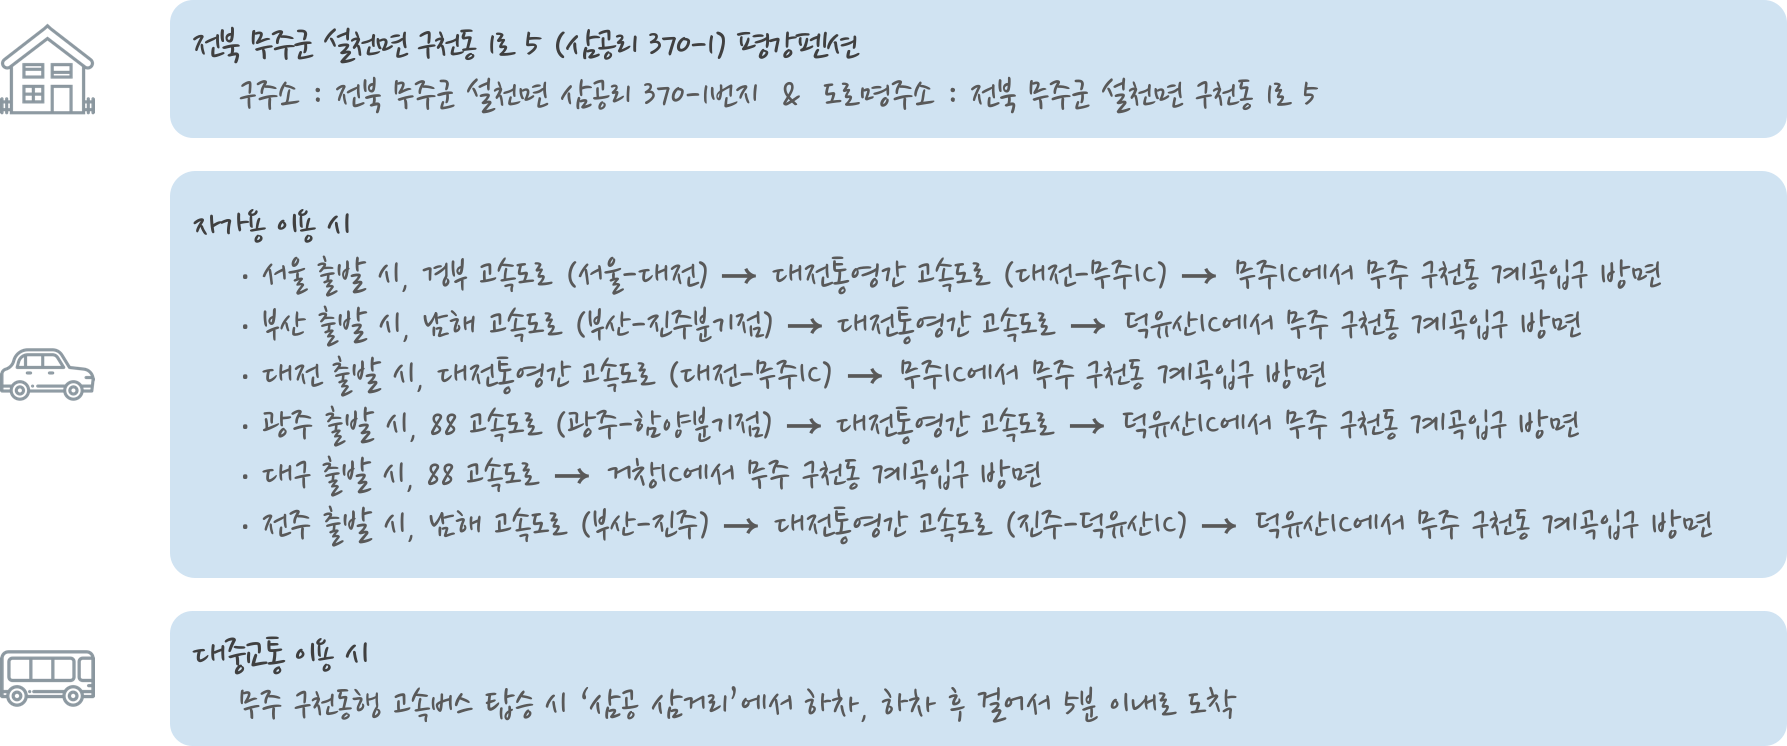 전북 무주군 설천면 구천동 1로 5 (삼공리 370-1) 평강펜션
구주소 : 전북 무주군 설천면 삼공리 370-1번지 & 도로명주소 : 전북 무주군 설천면 구천동 1로 5
자가용 이용 시
· 서울 출발 시, 경부 고속도로 (서울-대전) → 대전통영간 고속도로 (대전-무주IC) → 무주IC에서 무주 구천동 계곡입구 방면
· 부산 출발 시, 남해 고속도로 (부산-진주분기점) → 대전통영간 고속도로 → 덕유산IC에서 무주 구천동 계곡입구 방면
· 대전 출발 시, 대전통영간 고속도로 (대전-무주IC) → 무주IC에서 무주 구천동 계곡입구 방면
· 광주 출발 시, 88 고속도로 (광주-함양분기점) → 대전통영간 고속도로 → 덕유산IC에서 무주 구천동 계곡입구 방면
· 대구 출발 시, 88 고속도로 → 거창IC에서 무주 구천동 계곡입구 방면
· 전주 출발 시, 남해 고속도로 (부산-진주) → 대전통영간 고속도로 (진주-덕유산IC) → 덕유산IC에서 무주 구천동 계곡입구 방면
대중교통 이용 시
무주 구천동행 고속버스 탑승 시 ‘삼공 삼거리’에서 하차, 하차 후 걸어서 5분 이내로 도착